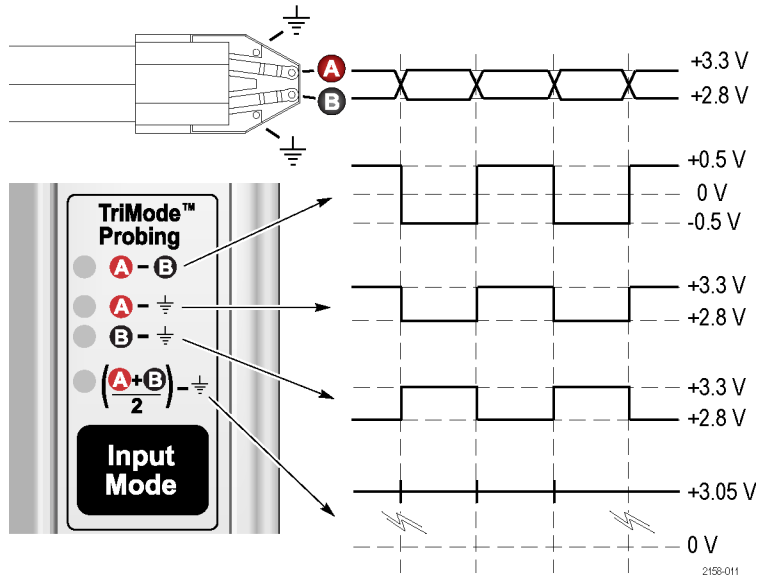 A
B
+3.3 V
+2.8 V
+0.5 V
0 V
-0.5 V
TriMode™
Probing
A - B
A -
B -
(A+B
2) -
+3.3 V
+2.8 V
+3.3 V
+2.8 V
Input
Mode
+3.05 V
0 V
2158-011